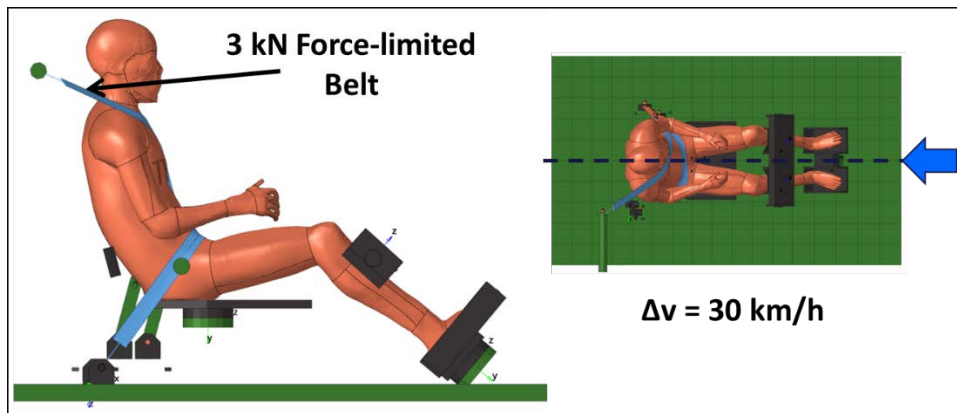 3 kN Force-limited
Belt
z
z
z
y
y
x
z
Δv = 30 km/h